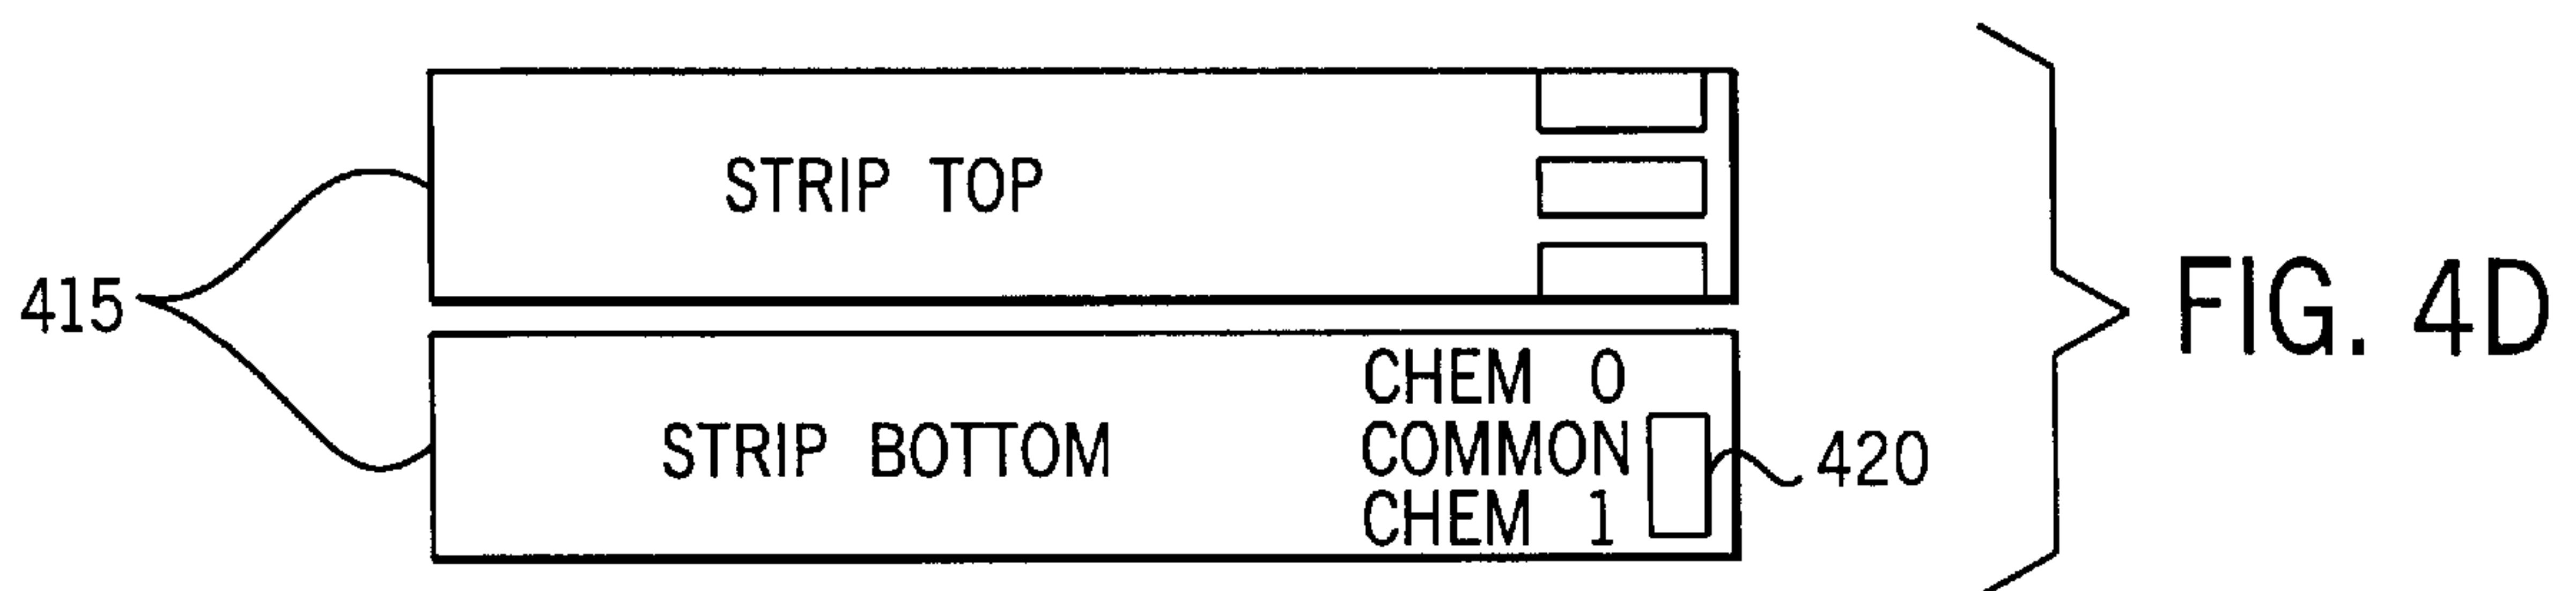 STRIP TOP
415
STRIP BOTTOM
CHEM 0
COMMON
CHEM 1
420
FIG. 4D